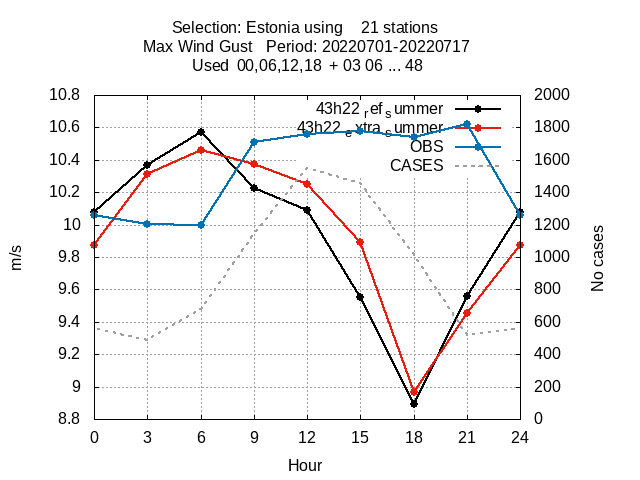 Selection: Estonia using    21 stations
Max Wind Gust   Period: 20220701-20220717
Used  00,06,12,18  + 03 06 ... 48
10.8
10.6
10.4
10.2
10
9.8
9.6
9.4
9.2
9
8.8
m/s
2000
1800
1600
1400
1200
1000
800
600
400
200
0
No cases
43h22_ref_summer
43h22_extra_summer
OBS
CASES
0 3 6 9 12 15 18 21 24
Hour